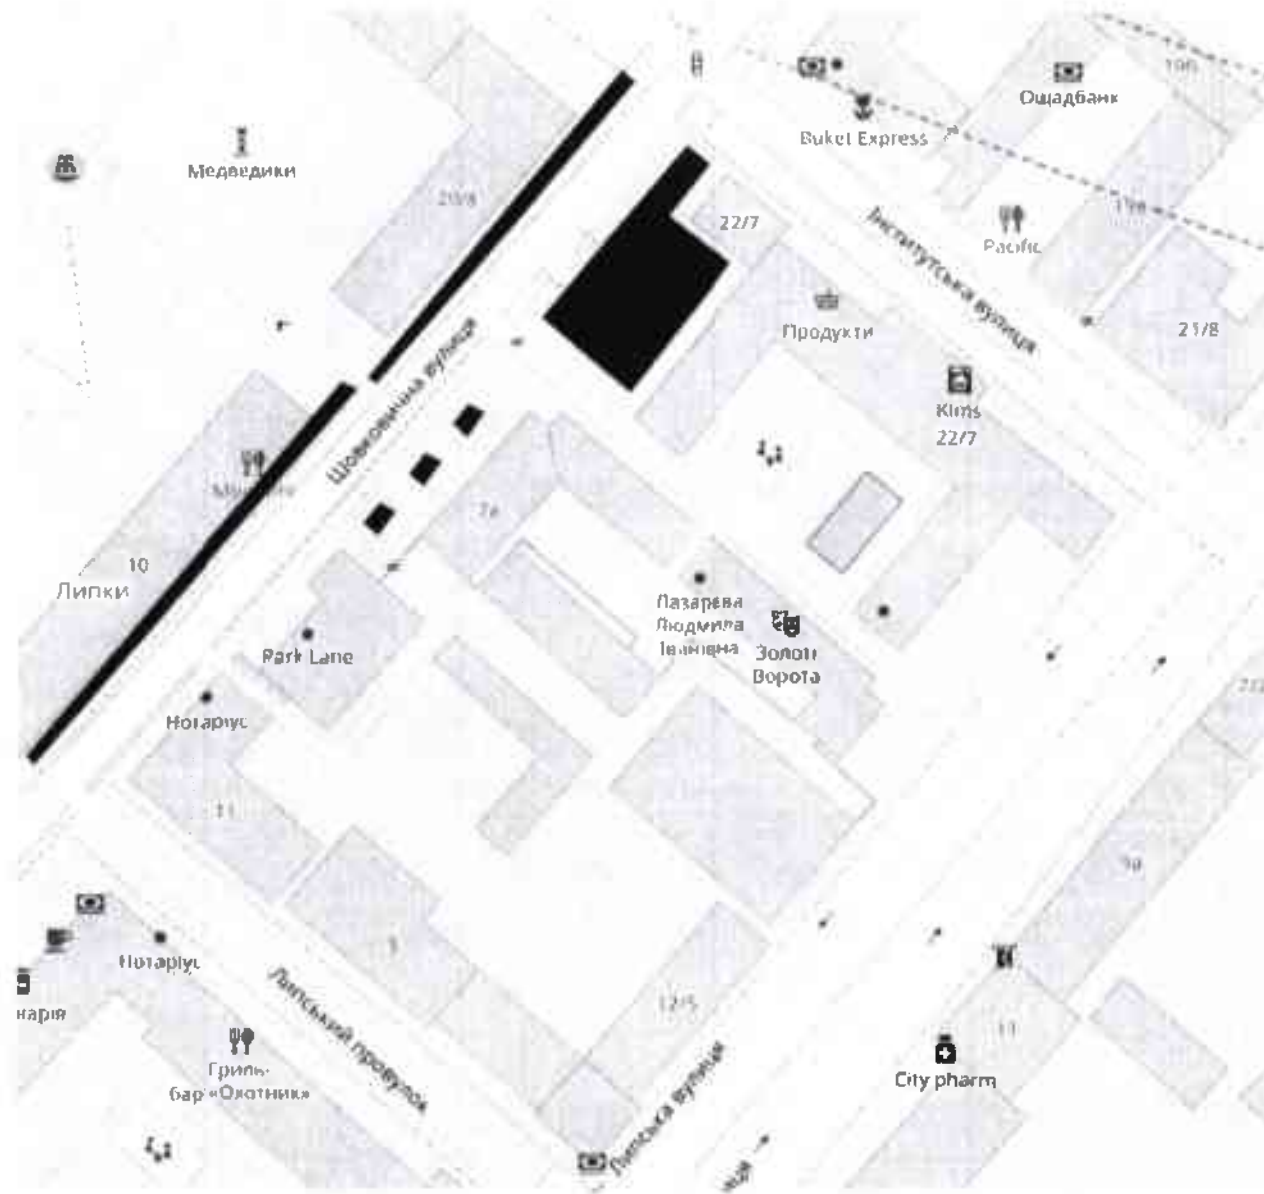 Ощадбанк
Buket Express
Медведики
20/8
22/7
Інститутська вулиця
Pacific
Продукти
21/8
Шовковична вулиця
Kims
22/7
10
Липки
Park Lane
Лазарева
Людмила
Іванівна
Золоті
Ворота
Нотаріус
11
Нотаріус
12/5
Липський провулок
Гриль-
бар «Охотник»
Липська вулиця
11
City pharm